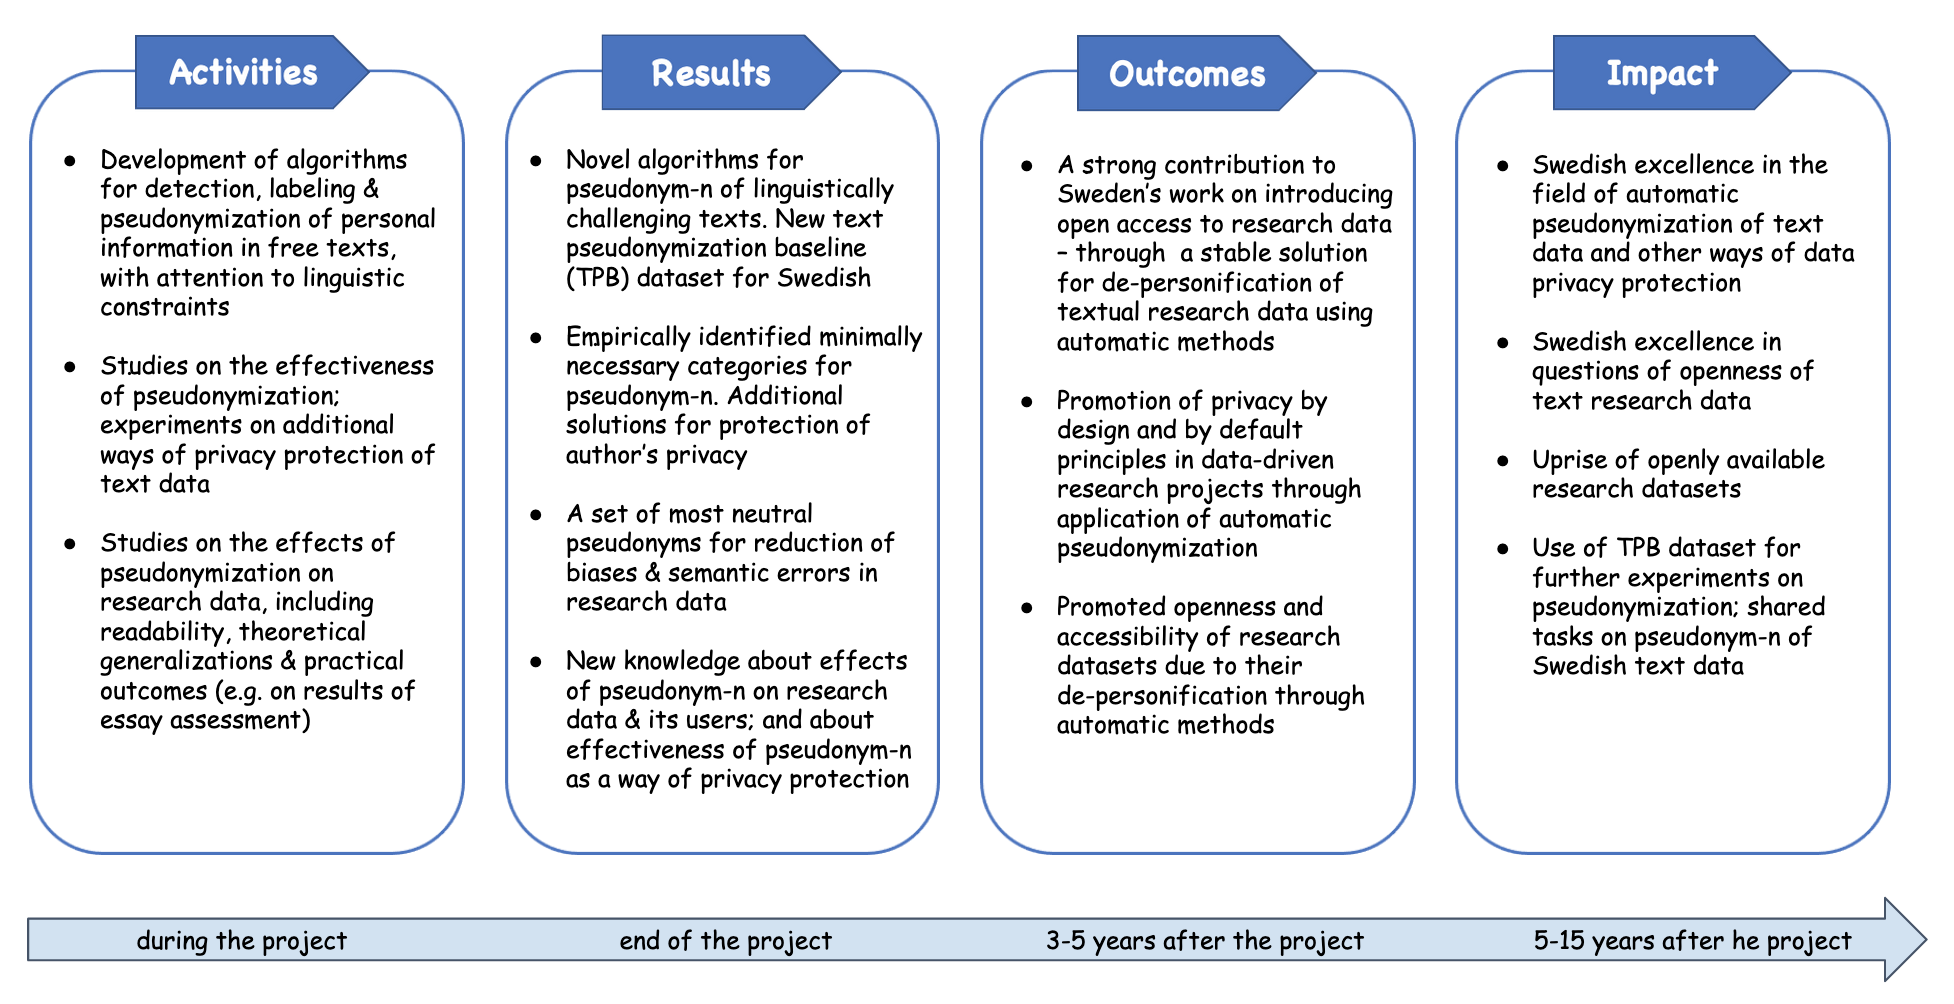 Activities
● Development of algorithms
for detection, labeling &
pseudonymization of personal
information in free texts,
with attention to linguistic
constraints
● Studies on the effectiveness
of pseudonymization;
experiments on additional
ways of privacy protection of
text data
● Studies on the effects of
pseudonymization on
research data, including
readability, theoretical
generalizations & practical
outcomes (e.g. on results of
essay assessment)
Results
● Novel algorithms for
pseudonym-n of linguistically
challenging texts. New text
pseudonymization baseline
(TPB) dataset for Swedish
● Empirically identified minimally
necessary categories for
pseudonym-n. Additional
solutions for protection of
author's privacy
● A set of most neutral
pseudonyms for reduction of
biases & semantic errors in
research data
● New knowledge about effects
of pseudonym-n on research
data & its users; and about
effectiveness of pseudonym-n
as a way of privacy protection
Outcomes
● A strong contribution to
Sweden's work on introducing
open access to research data
– through a stable solution
for de-personification of
textual research data using
automatic methods
● Promotion of privacy by
design and by default
principles in data-driven
research projects through
application of automatic
pseudonymization
● Promoted openness and
accessibility of research
datasets due to their
de-personification through
automatic methods
Impact
● Swedish excellence in the
field of automatic
pseudonymization of text
data and other ways of data
privacy protection
● Swedish excellence in
questions of openness of
text research data
● Uprise of openly available
research datasets
● Use of TPB dataset for
further experiments on
pseudonymization; shared
tasks on pseudonym-n of
Swedish text data
during the project
end of the project
3-5 years after the project
5-15 years after he project